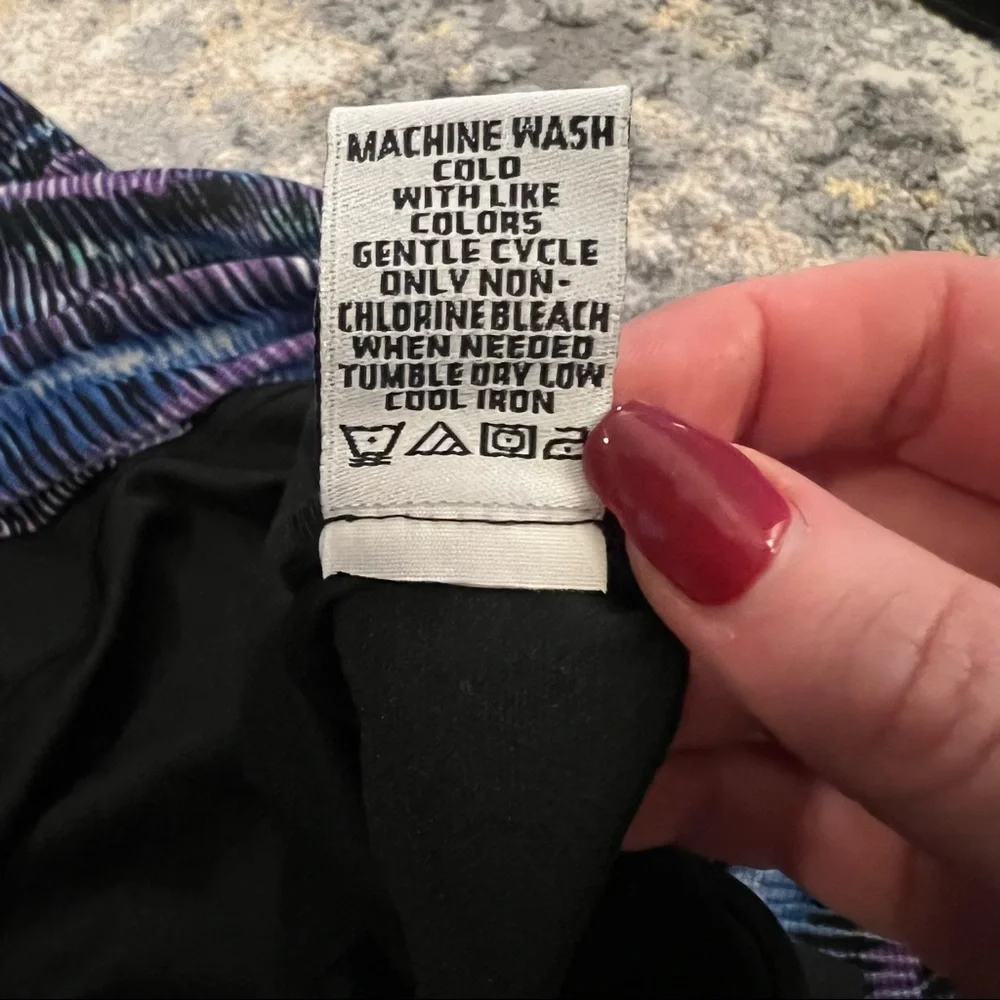 MACHINE WASH
COLD
WITH LIKE
COLORS
GENTLE CYCLE
ONLY NON-
CHLORINE BLEACH
WHEN NEEDED
TUMBLE DRY LOW
COOL IRON